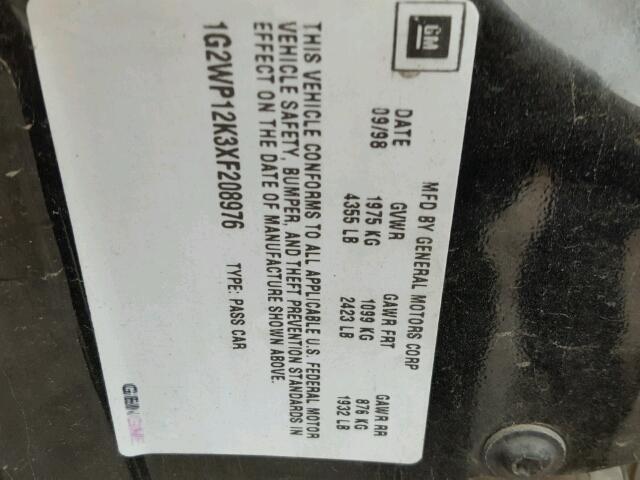 GM
MFD BY GENERAL MOTORS CORP
DATE GVWR GAWR FRT GAWR RR
09/98 1975 KG 1099 KG 876 KG
4355 LB 2423 LB 1932 LB
THIS VEHICLE CONFORMS TO ALL APPLICABLE U.S. FEDERAL MOTOR
VEHICLE SAFETY, BUMPER, AND THEFT PREVENTION STANDARDS IN
EFFECT ON THE DATE OF MANUFACTURE SHOWN ABOVE.
1G2WP12K3XF208976 TYPE: PASS CAR